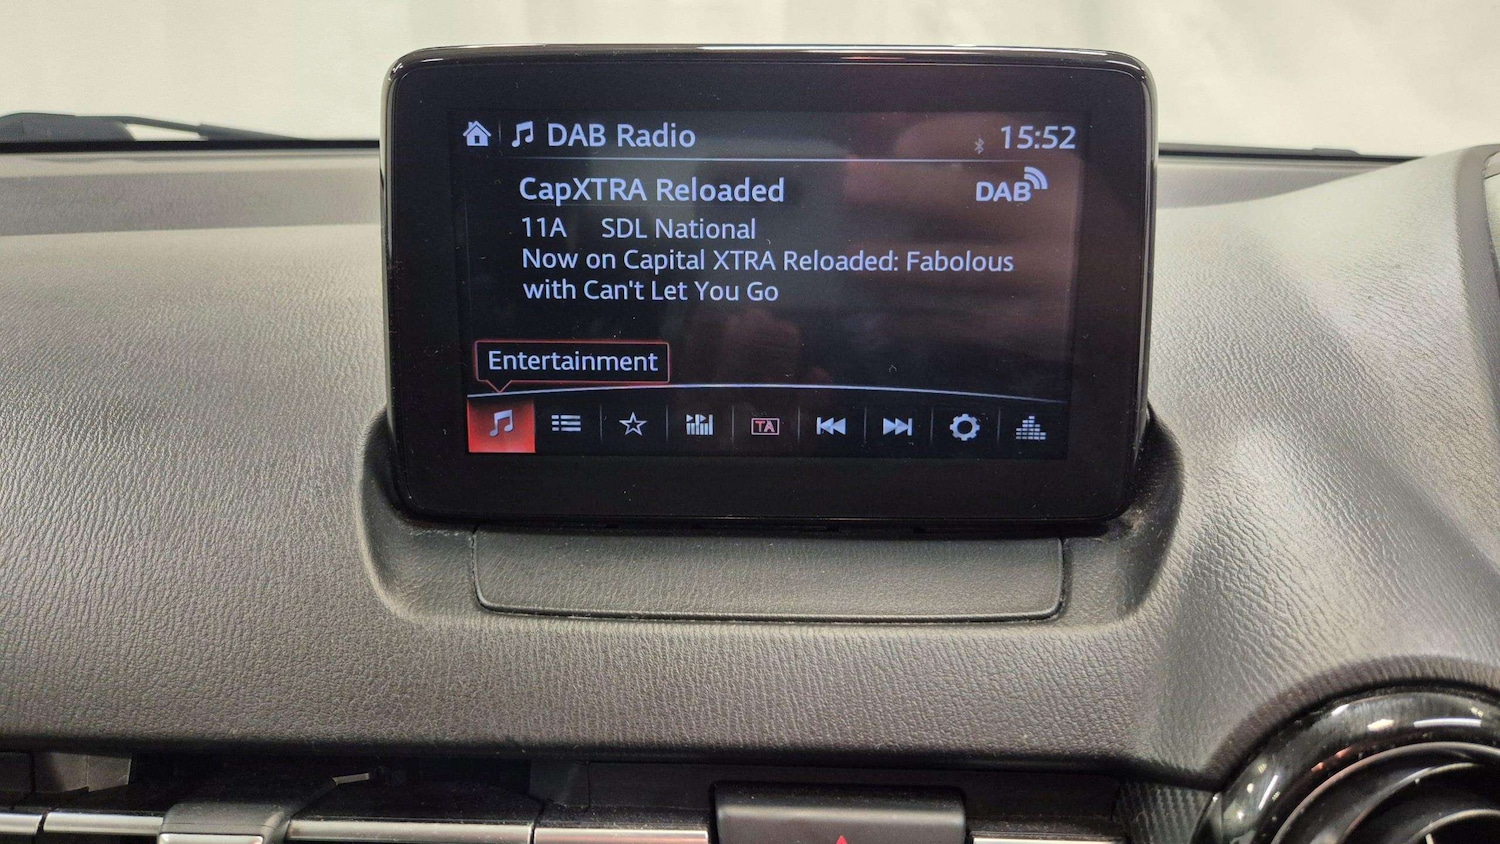 DAB Radio
15:52
CapXTRA Reloaded
DAB
11A SDL National
Now on Capital XTRA Reloaded: Fabolous
with Can't Let You Go
Entertainment
TA